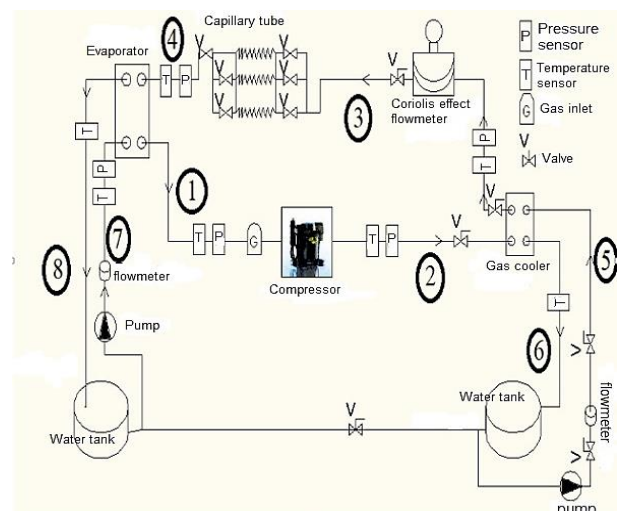 Capillary tube
Evaporator
4
V
V
V
V
V
V
T
P
Coriolis effect
flowmeter
V
3
P
Pressure
sensor
T
Temperature
sensor
G
Gas inlet
V
Valve
T
P
T
1
P
T
V
7
8
flowmeter
Pump
T
P
G
Compressor
T
P
2
V
Gas cooler
5
T
6
V
flowmeter
V
Water tank
Water tank
V
pump